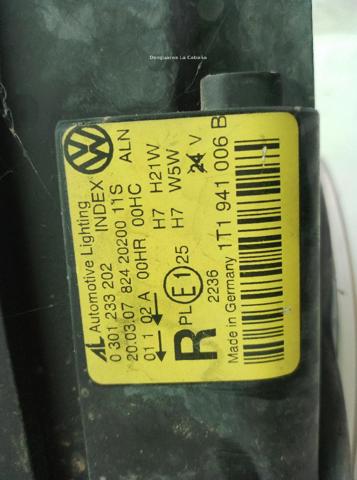 Desguaces La Cabaña
AL Automotive Lighting
0 301 233 202 INDEX
20.03.07 824 20200 11S ALN
01 1 02 A 00HR 00HC
H7 H21W
PL E1 25 H7 W5W 24 V
R 2236
Made in Germany 1T1 941 006 B